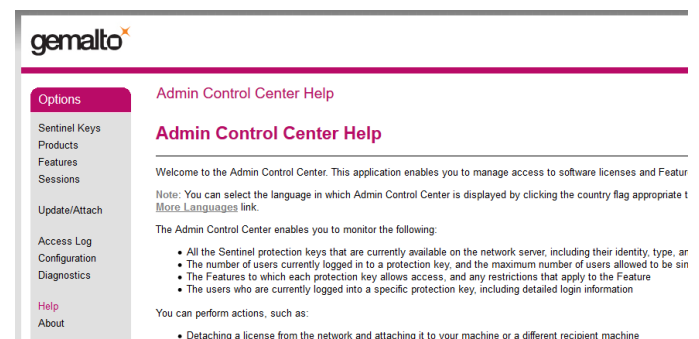 gemalto
Options
Sentinel Keys
Products
Features
Sessions
Update/Attach
Access Log
Configuration
Diagnostics
Help
About
Admin Control Center Help
Admin Control Center Help
Welcome to the Admin Control Center. This application enables you to manage access to software licenses and Featur
Note: You can select the language in which Admin Control Center is displayed by clicking the country flag appropriate t
More Languages link.
The Admin Control Center enables you to monitor the following:
• All the Sentinel protection keys that are currently available on the network server, including their identity, type, an
• The number of users currently logged in to a protection key, and the maximum number of users allowed to be sin
• The Features to which each protection key allows access, and any restrictions that apply to the Feature
• The users who are currently logged into a specific protection key, including detailed login information
You can perform actions, such as:
• Detaching a license from the network and attaching it to your machine or a different recipient machine